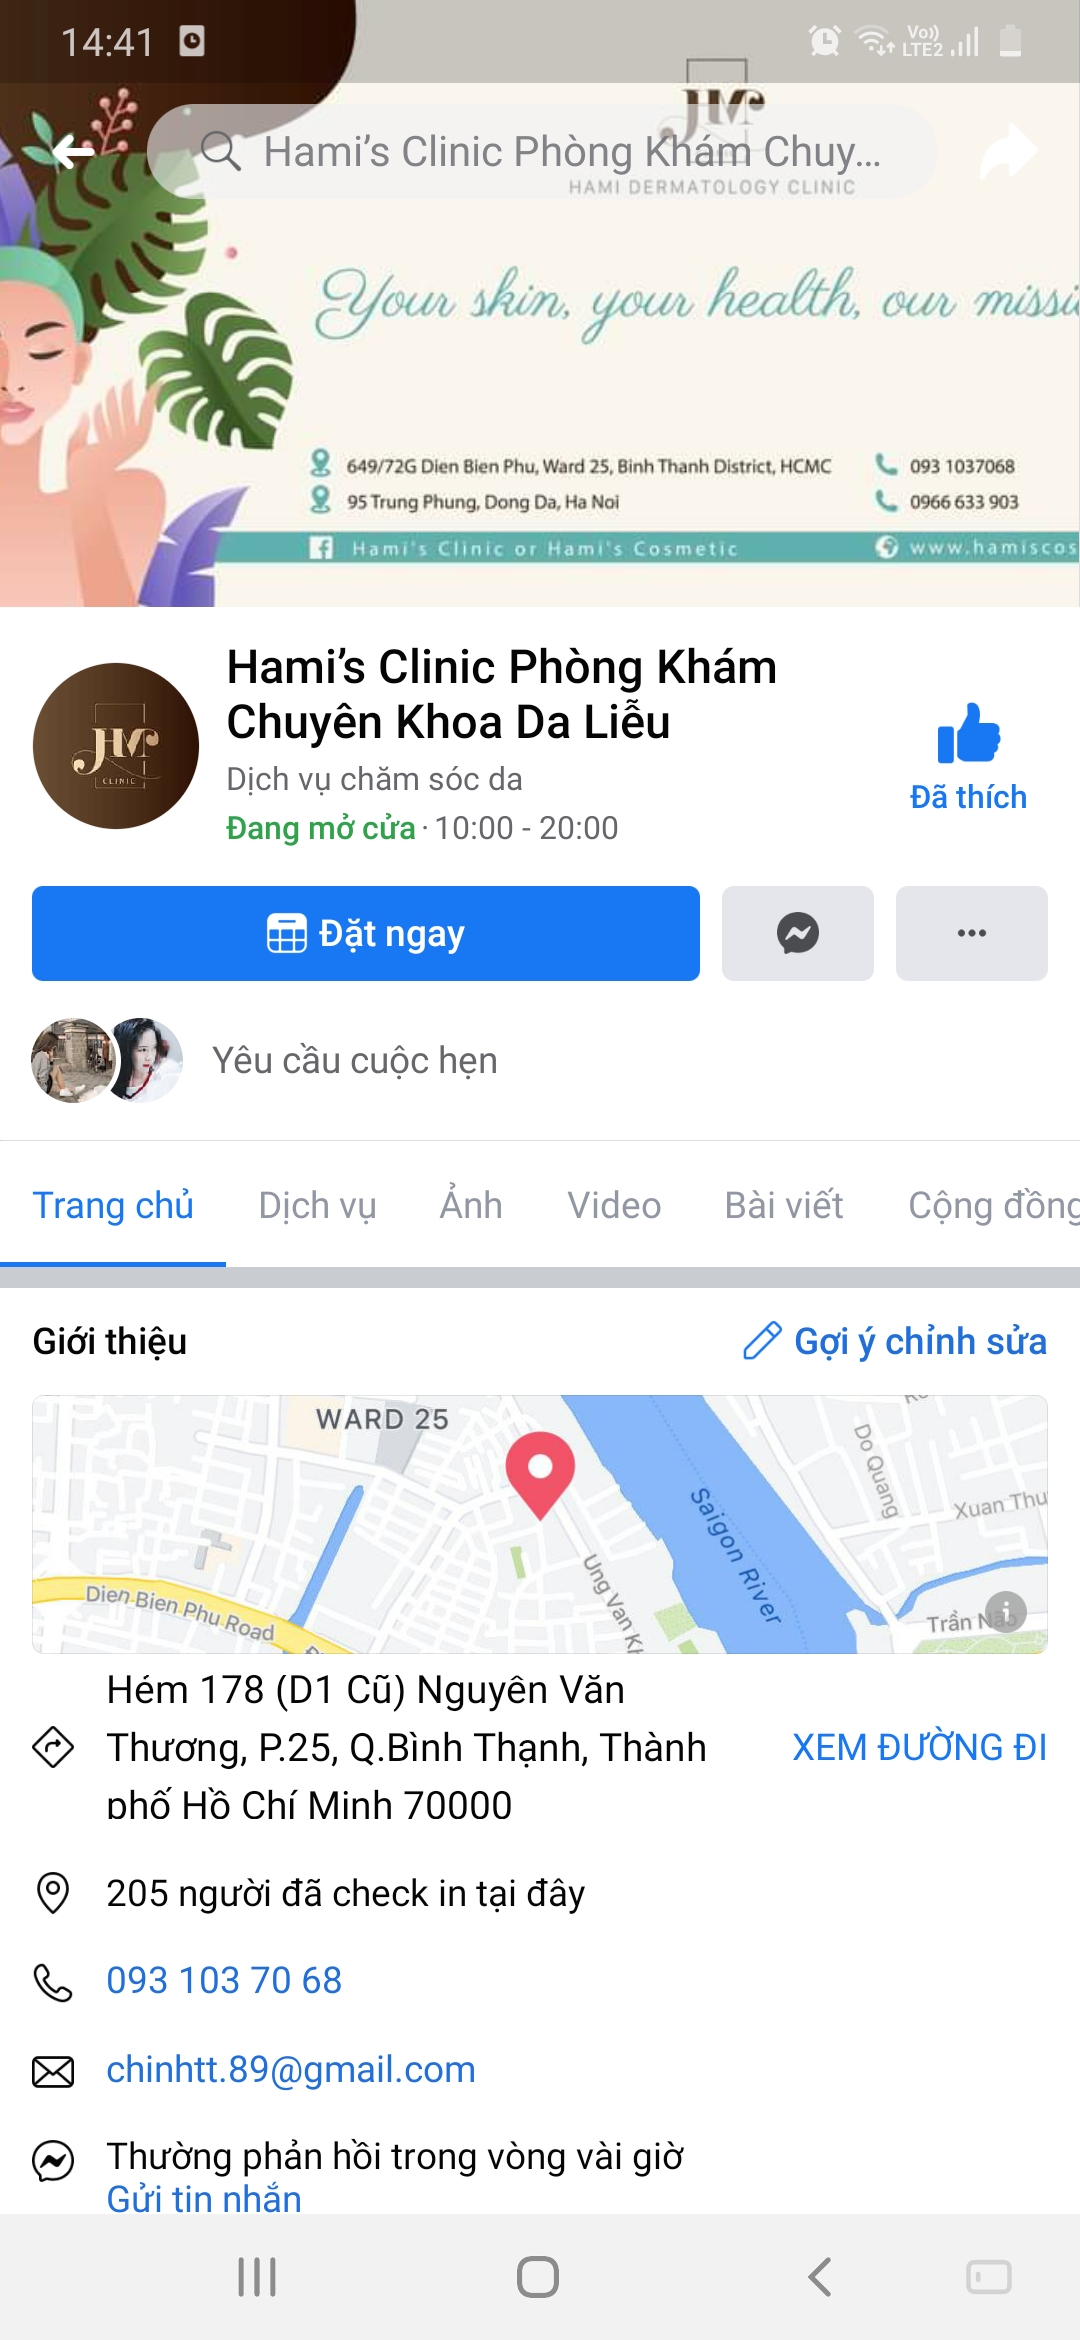 14:41
Vo))
LTE2
JHM
Hami’s Clinic Phòng Khám Chuy...
HAMI DERMATOLOGY CLINIC
Your skin, your health, our missi
649/72G Dien Bien Phu, Ward 25, Binh Thanh District, HCMC
093 1037068
95 Trung Phung, Dong Da, Ha Noi
0966 633 903
Hami's Clinic or Hami's Cosmetic
www.hamiscos
Hami’s Clinic Phòng Khám
Chuyên Khoa Da Liễu
CLINIC
Dịch vụ chăm sóc da
Đang mở cửa · 10:00 - 20:00
Đã thích
Đặt ngay
Yêu cầu cuộc hẹn
Trang chủ
Dịch vụ
Ảnh
Video
Bài viết
Cộng đồng
Giới thiệu
Gợi ý chỉnh sửa
WARD 25
Do Quang
Xuan Thu
Saigon River
Ung Van Kh
Dien Bien Phu Road
Trần Não
Hém 178 (D1 Cũ) Nguyên Văn
Thương, P.25, Q.Bình Thạnh, Thành
phố Hồ Chí Minh 70000
XEM ĐƯỜNG ĐI
205 người đã check in tại đây
093 103 70 68
chinhtt.89@gmail.com
Thường phản hồi trong vòng vài giờ
Gửi tin nhắn